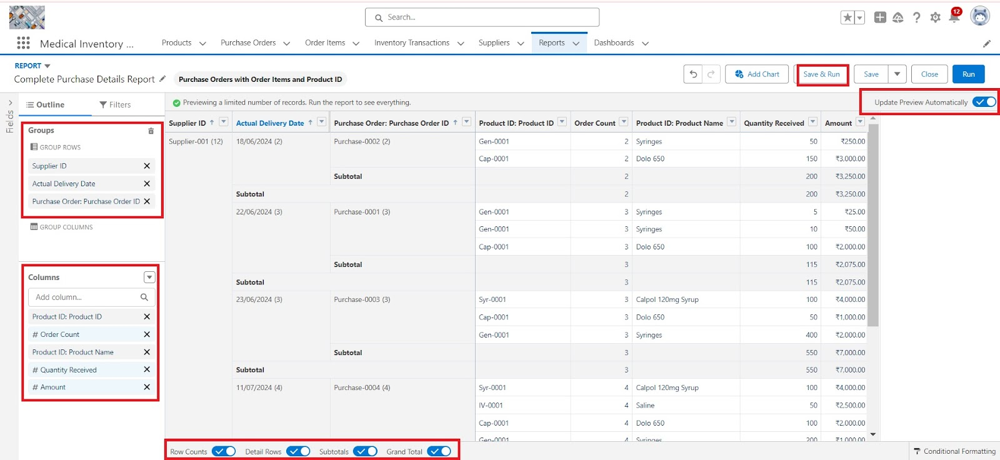 Search...
12
Medical Inventory ...
Products
Purchase Orders
Order Items
Inventory Transactions
Suppliers
Reports
Dashboards
REPORT
Complete Purchase Details Report
Purchase Orders with Order Items and Product ID
Add Chart
Save & Run
Save
Close
Run
Fields
Outline
Filters
Previewing a limited number of records. Run the report to see everything.
Update Preview Automatically
Groups
GROUP ROWS
Supplier ID
Actual Delivery Date
Purchase Order: Purchase Order ID
GROUP COLUMNS
Columns
Add column...
Product ID: Product ID
# Order Count
Product ID: Product Name
# Quantity Received
# Amount
Supplier ID ↑ Actual Delivery Date ↑ Purchase Order: Purchase Order ID ↑ Product ID: Product ID Order Count Product ID: Product Name Quantity Received Amount
Supplier-001 (12) 18/06/2024 (2) Purchase-0002 (2) Gen-0001 2 Syringes 50 ₹250.00
Cap-0001 2 Dolo 650 150 ₹3,000.00
Subtotal 2 200 ₹3,250.00
Subtotal 2 200 ₹3,250.00
22/06/2024 (3) Purchase-0001 (3) Gen-0001 3 Syringes 5 ₹25.00
Gen-0001 3 Syringes 10 ₹50.00
Cap-0001 3 Dolo 650 100 ₹2,000.00
Subtotal 3 115 ₹2,075.00
Subtotal 3 115 ₹2,075.00
23/06/2024 (3) Purchase-0003 (3) Syr-0001 3 Calpol 120mg Syrup 100 ₹4,000.00
Cap-0001 3 Dolo 650 50 ₹1,000.00
Gen-0001 3 Syringes 400 ₹2,000.00
Subtotal 3 550 ₹7,000.00
Subtotal 3 550 ₹7,000.00
11/07/2024 (4) Purchase-0004 (4) Syr-0001 4 Calpol 120mg Syrup 100 ₹4,000.00
IV-0001 4 Saline 50 ₹2,500.00
Cap-0001 4 Dolo 650 100 ₹2,000.00
Gen-0001 4 Syringes 200 ₹1,000.00
Row Counts
Detail Rows
Subtotals
Grand Total
Conditional Formatting